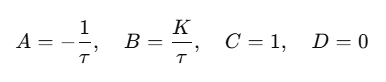 A = −1/τ, B = K/τ, C = 1, D = 0